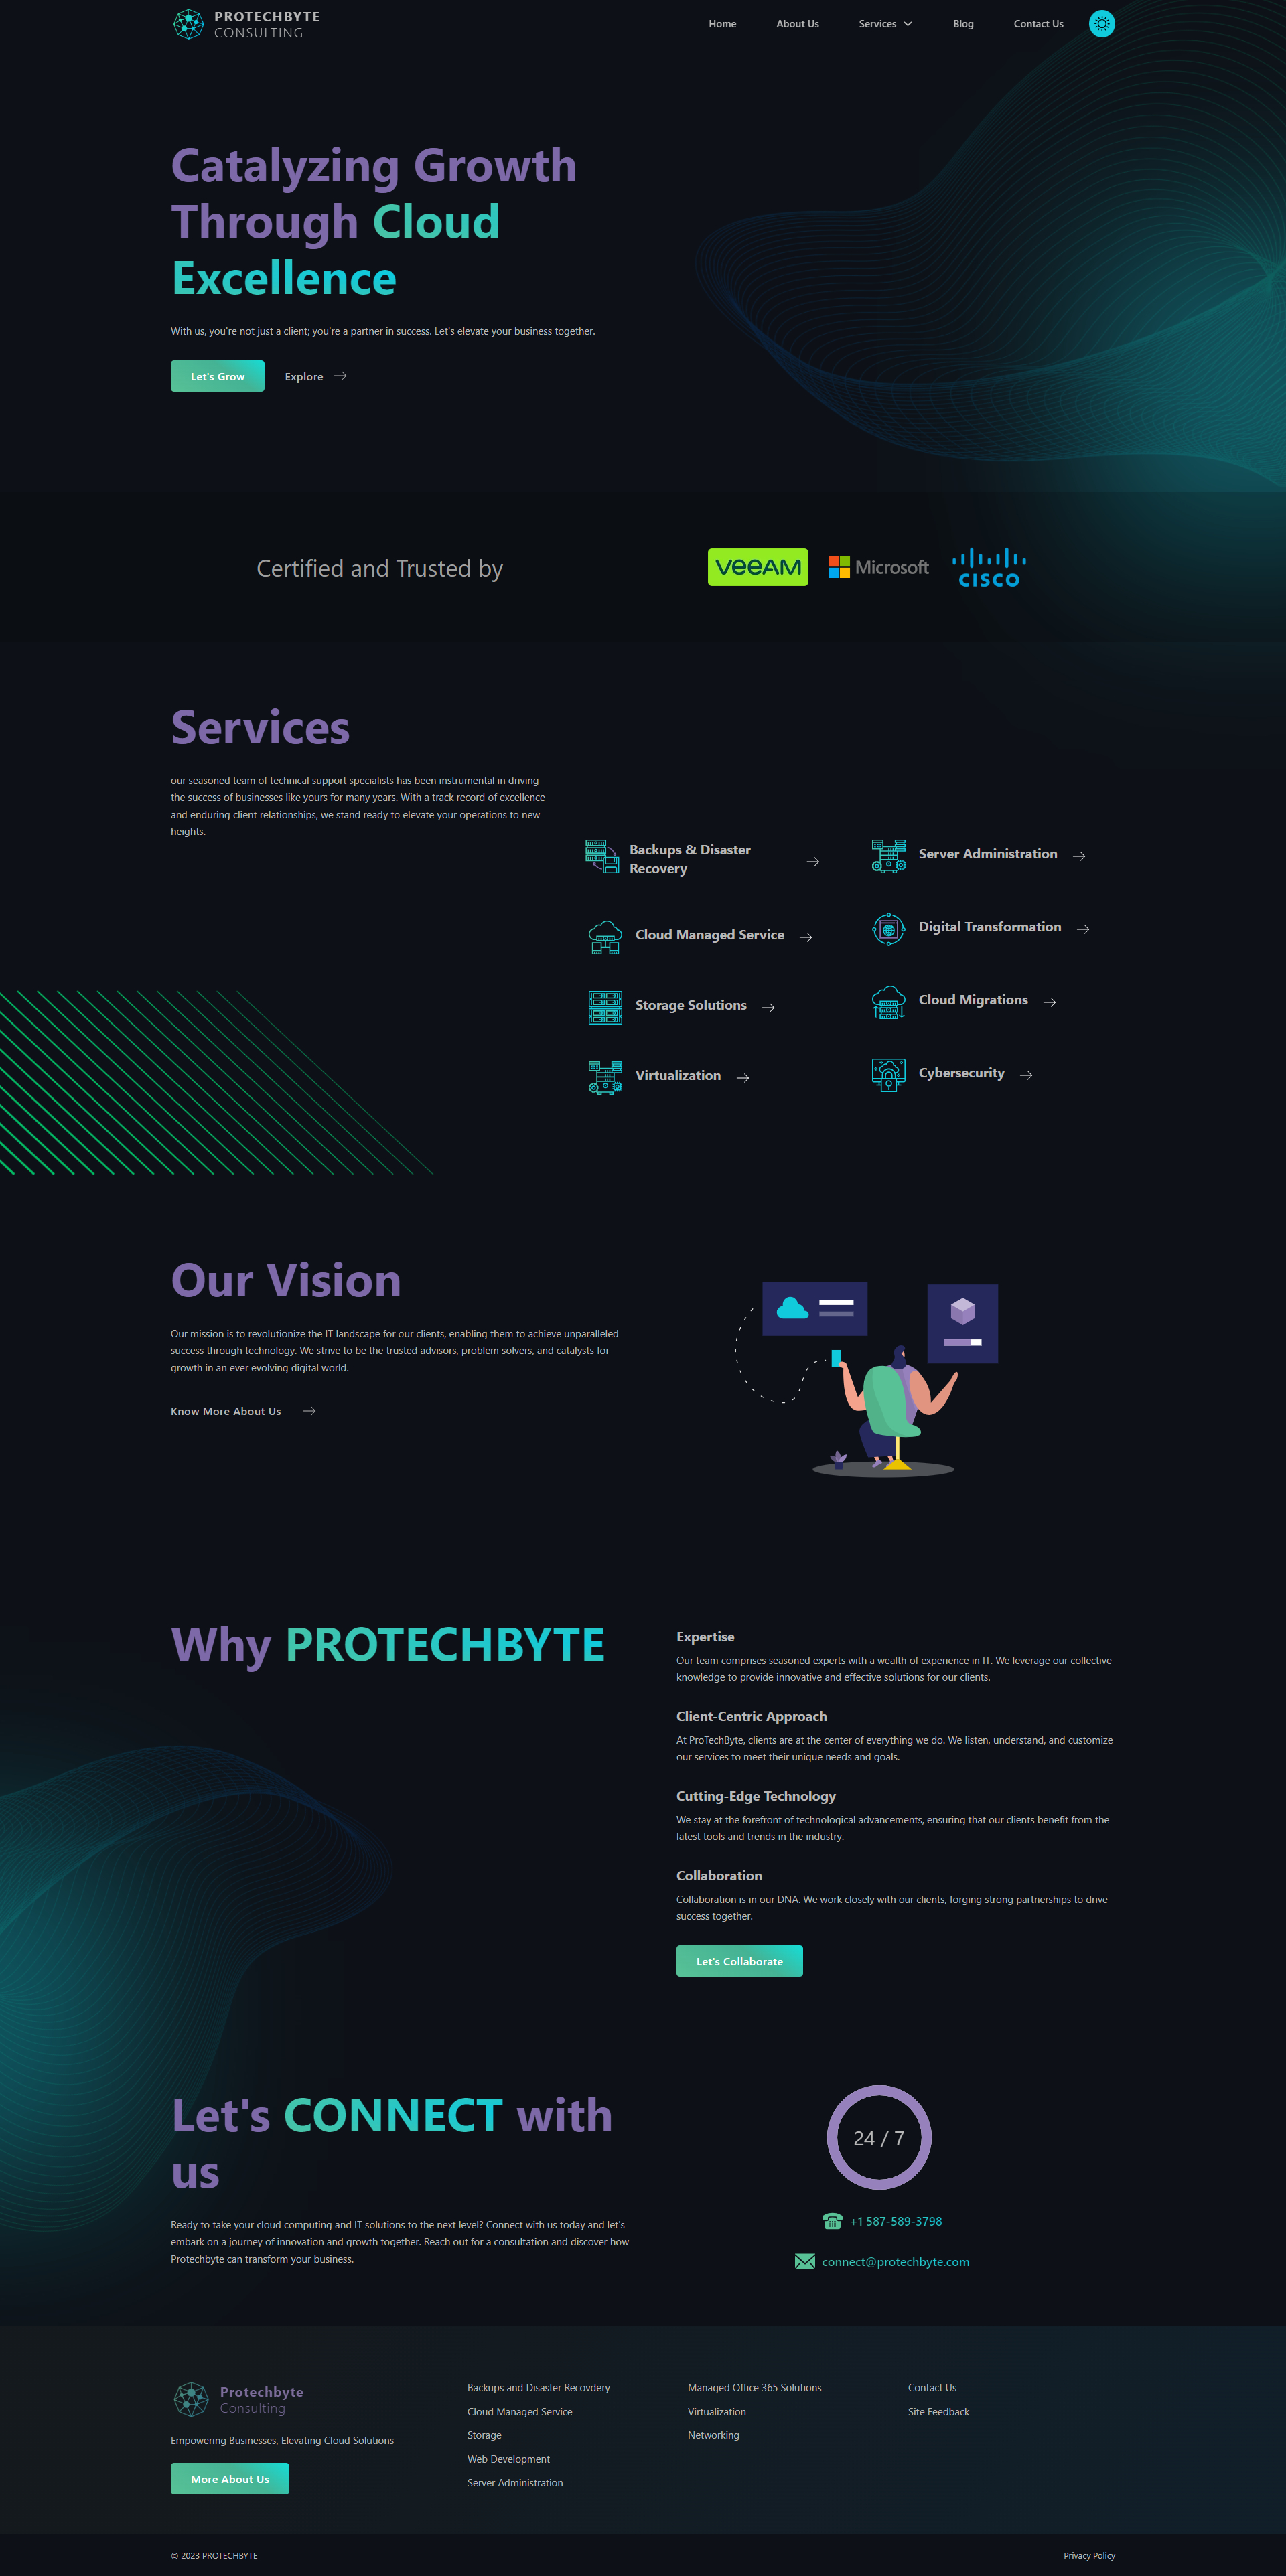 PROTECHBYTE
CONSULTING
Home
About Us
Services
Blog
Contact Us
Catalyzing Growth
Through Cloud
Excellence
With us, you're not just a client; you're a partner in success. Let's elevate your business together.
Let's Grow
Explore
Certified and Trusted by
veeAM
Microsoft
CISCO
Services
our seasoned team of technical support specialists has been instrumental in driving
the success of businesses like yours for many years. With a track record of excellence
and enduring client relationships, we stand ready to elevate your operations to new
heights.
Backups & Disaster
Recovery
Server Administration
Cloud Managed Service
Digital Transformation
Storage Solutions
Cloud Migrations
Virtualization
Cybersecurity
Our Vision
Our mission is to revolutionize the IT landscape for our clients, enabling them to achieve unparalleled
success through technology. We strive to be the trusted advisors, problem solvers, and catalysts for
growth in an ever evolving digital world.
Know More About Us
Why PROTECHBYTE
Expertise
Our team comprises seasoned experts with a wealth of experience in IT. We leverage our collective
knowledge to provide innovative and effective solutions for our clients.
Client-Centric Approach
At ProTechByte, clients are at the center of everything we do. We listen, understand, and customize
our services to meet their unique needs and goals.
Cutting-Edge Technology
We stay at the forefront of technological advancements, ensuring that our clients benefit from the
latest tools and trends in the industry.
Collaboration
Collaboration is in our DNA. We work closely with our clients, forging strong partnerships to drive
success together.
Let's Collaborate
Let's CONNECT with
us
Ready to take your cloud computing and IT solutions to the next level? Connect with us today and let's
embark on a journey of innovation and growth together. Reach out for a consultation and discover how
Protechbyte can transform your business.
24 / 7
+1 587-589-3798
connect@protechbyte.com
Protechbyte
Consulting
Empowering Businesses, Elevating Cloud Solutions
More About Us
Backups and Disaster Recovdery
Cloud Managed Service
Storage
Web Development
Server Administration
Managed Office 365 Solutions
Virtualization
Networking
Contact Us
Site Feedback
© 2023 PROTECHBYTE
Privacy Policy